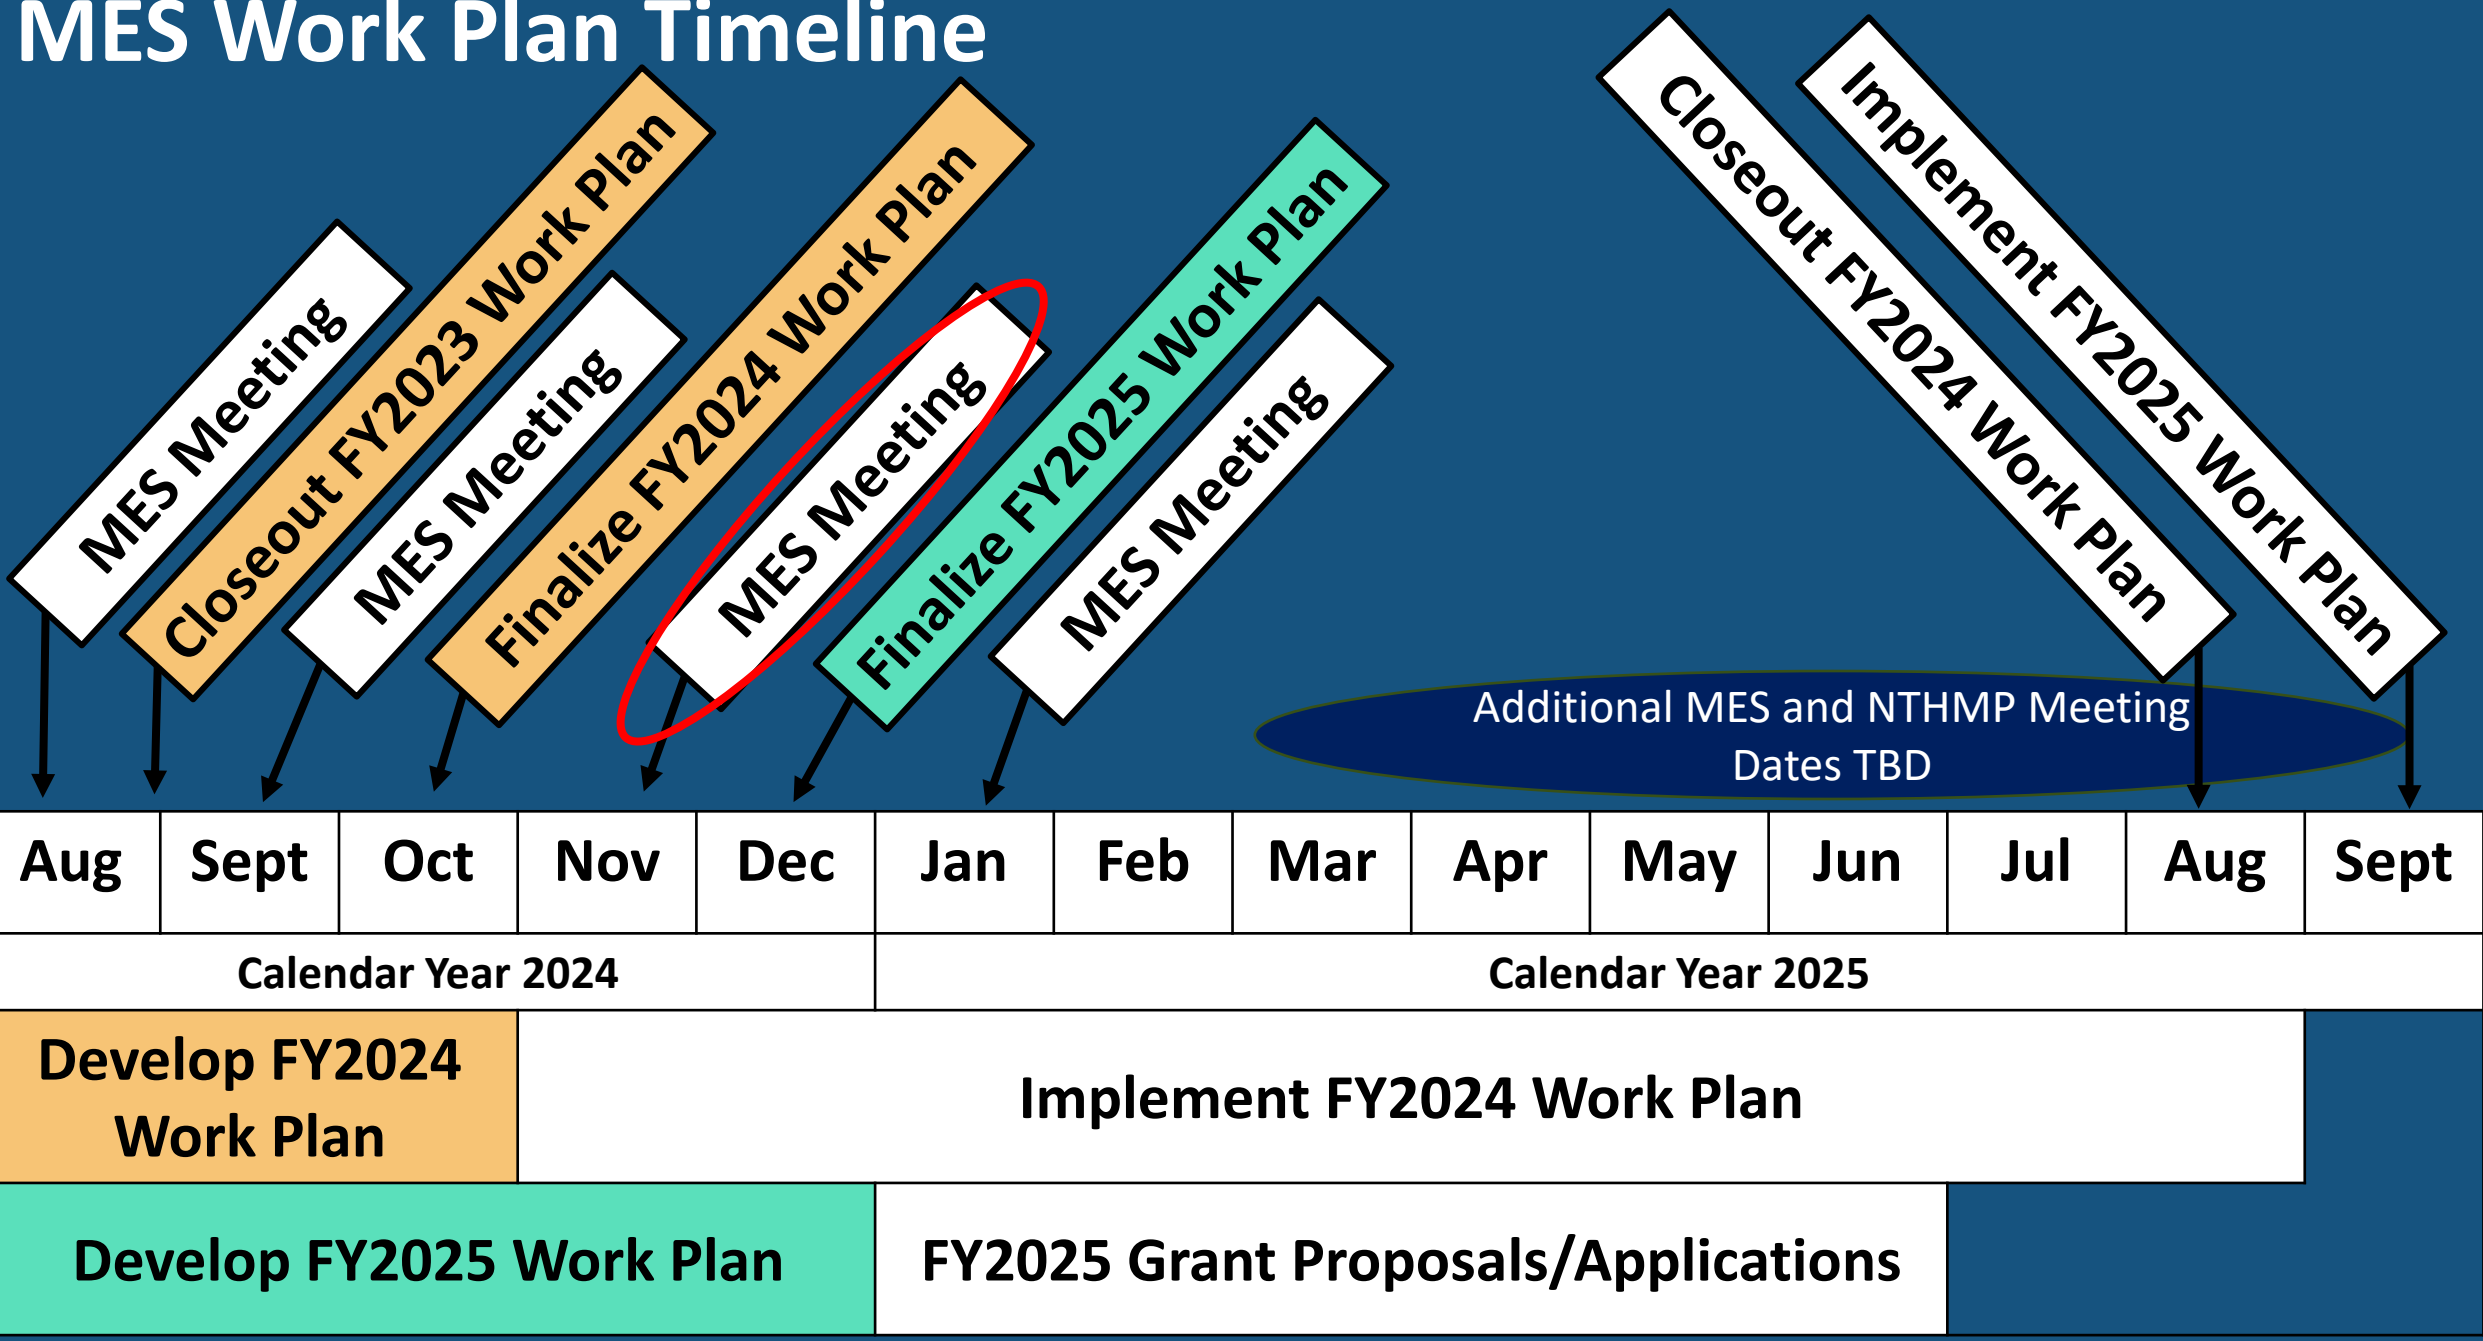 MES Work Plan Timeline
MES Meeting
Closeout FY2023 Work Plan
MES Meeting
Finalize FY2024 Work Plan
MES Meeting
Finalize FY2025 Work Plan
MES Meeting
Closeout FY2024 Work Plan
Implement FY2025 Work Plan
Additional MES and NTHMP Meeting
Dates TBD
Aug Sept Oct Nov Dec Jan Feb Mar Apr May Jun Jul Aug Sept
Calendar Year 2024 Calendar Year 2025
Develop FY2024
Work Plan
Implement FY2024 Work Plan
Develop FY2025 Work Plan FY2025 Grant Proposals/Applications